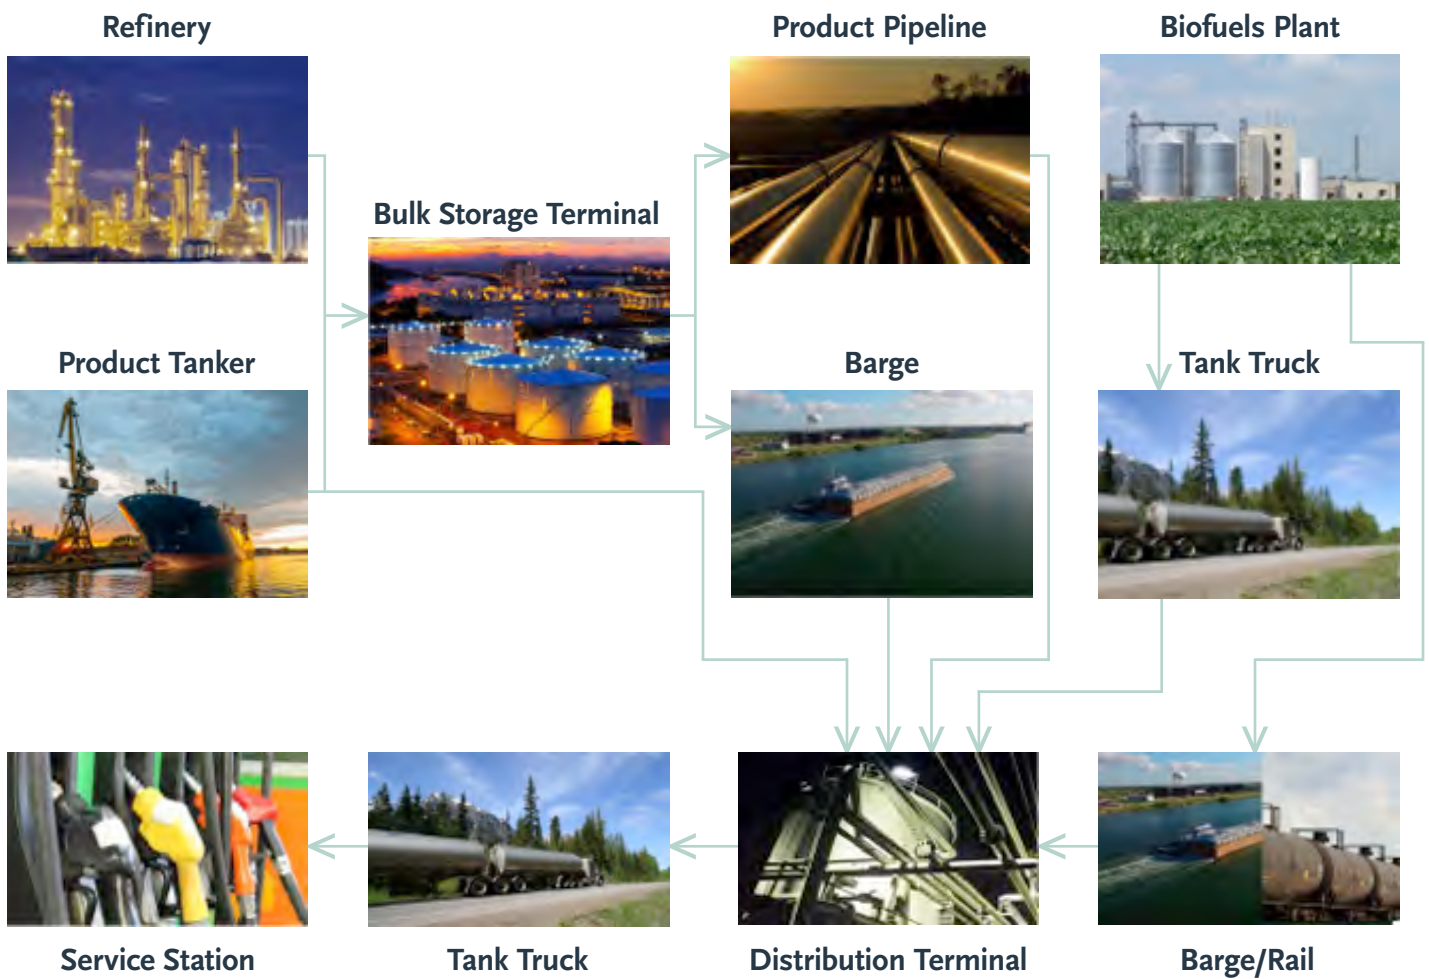 Refinery
Product Pipeline
Biofuels Plant
Bulk Storage Terminal
Product Tanker
Barge
Tank Truck
Service Station
Tank Truck
Distribution Terminal
Barge/Rail